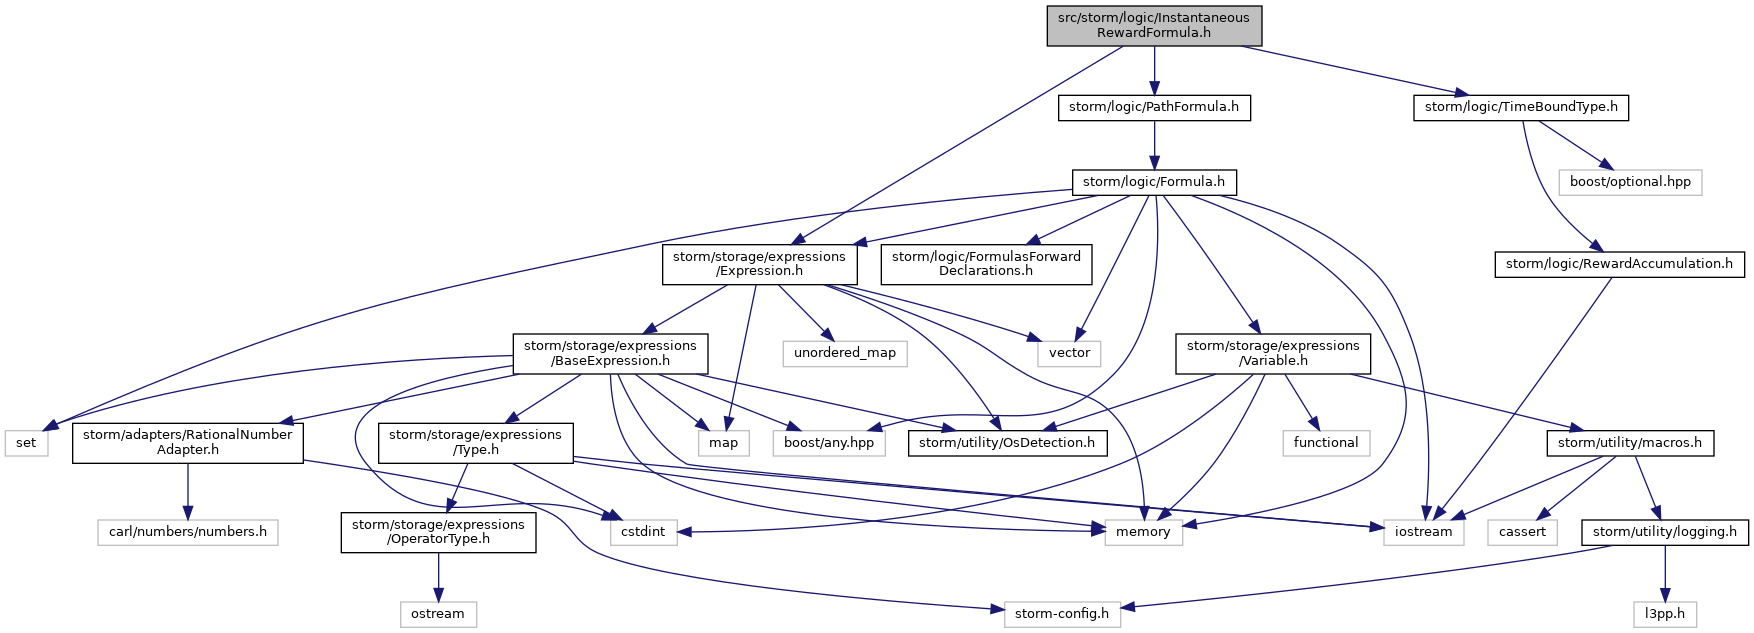 src/storm/logic/Instantaneous
RewardFormula.h
storm/logic/PathFormula.h
storm/logic/TimeBoundType.h
storm/logic/Formula.h
boost/optional.hpp
storm/storage/expressions
/Expression.h
storm/logic/FormulasForward
Declarations.h
storm/logic/RewardAccumulation.h
storm/storage/expressions
/BaseExpression.h
unordered_map
vector
storm/storage/expressions
/Variable.h
set
storm/adapters/RationalNumber
Adapter.h
storm/storage/expressions
/Type.h
map
boost/any.hpp
storm/utility/OsDetection.h
functional
storm/utility/macros.h
carl/numbers/numbers.h
storm/storage/expressions
/OperatorType.h
cstdint
memory
iostream
cassert
storm/utility/logging.h
ostream
storm-config.h
l3pp.h